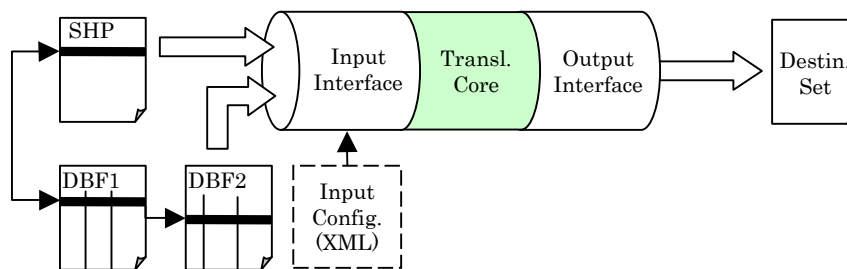 SHP
Input
Interface
Transl.
Core
Output
Interface
Destin.
Set
DBF1
DBF2
Input
Config.
(XML)